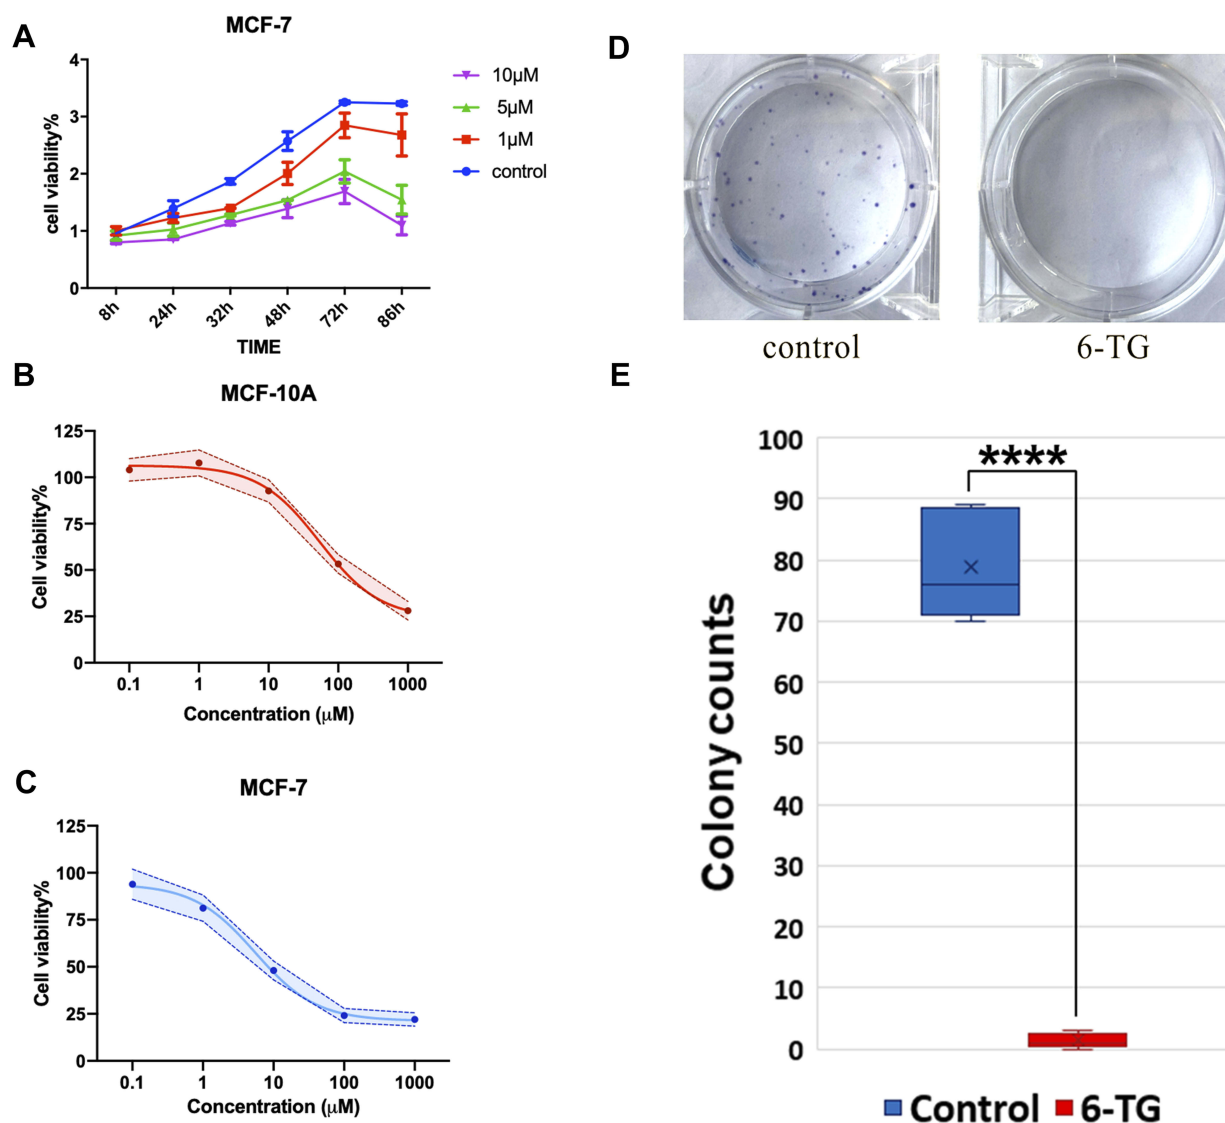 A
MCF-7
cell viability%
4
3
2
1
0
8h
24h
32h
48h
72h
86h
TIME
10μM
5μM
1μM
control
B
MCF-10A
Cell viability%
125
100
75
50
25
0
0.1
1
10
100
1000
Concentration (μM)
C
MCF-7
Cell viability%
125
100
75
50
25
0
0.1
1
10
100
1000
Concentration (μM)
D
control
6-TG
E
Colony counts
100
90
80
70
60
50
40
30
20
10
0
****
Control
6-TG